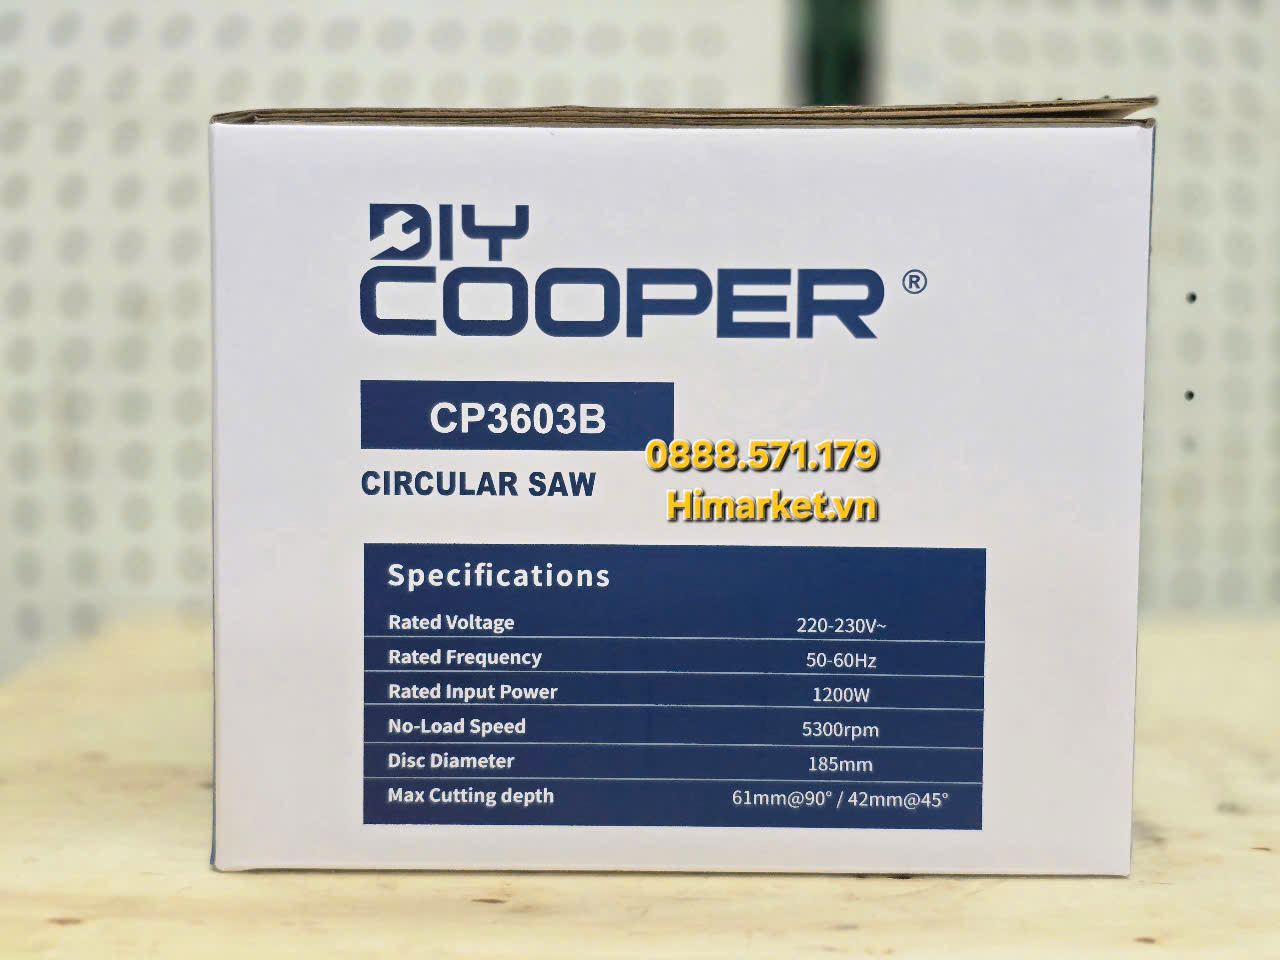 DIY
COOPER ®
CP3603B
0888.571.179
CIRCULAR SAW
Himarket.vn
Specifications
Rated Voltage 220-230V~
Rated Frequency 50-60Hz
Rated Input Power 1200W
No-Load Speed 5300rpm
Disc Diameter 185mm
Max Cutting depth 61mm@90° / 42mm@45°